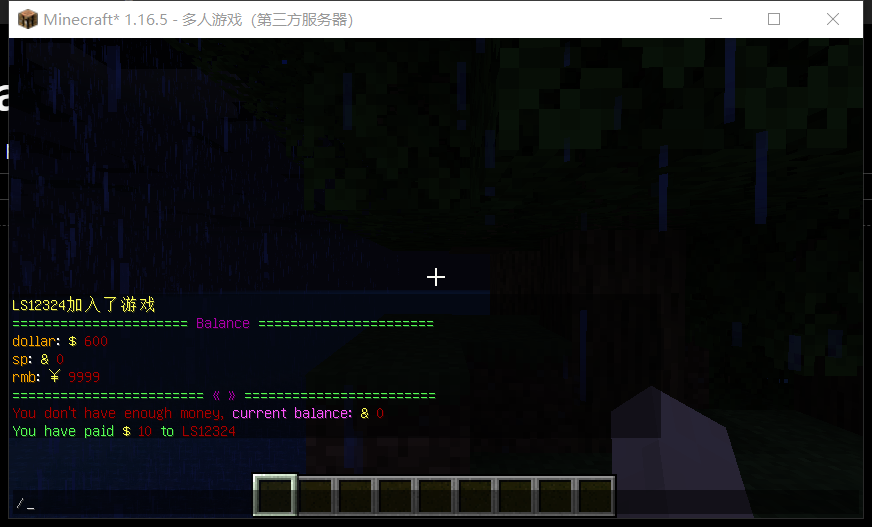 Minecraft* 1.16.5 - 多人游戏（第三方服务器）
LS12324加入了游戏
====================== Balance ======================
dollar: $ 600
sp: & 0
rmb: ￥ 9999
======================== « » ========================
You don't have enough money, current balance: & 0
You have paid $ 10 to LS12324
/_